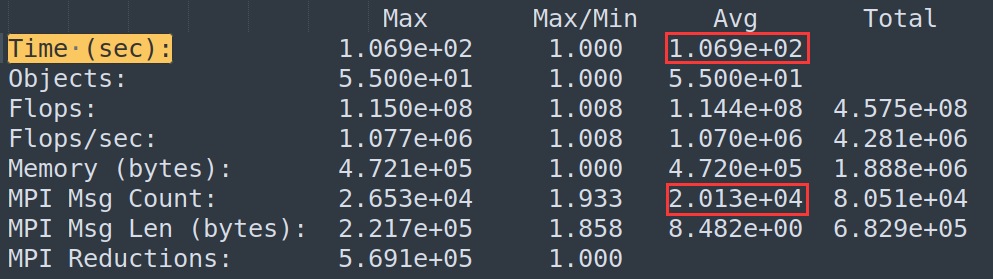 Max Max/Min Avg Total
Time (sec): 1.069e+02 1.000 1.069e+02
Objects: 5.500e+01 1.000 5.500e+01
Flops: 1.150e+08 1.008 1.144e+08 4.575e+08
Flops/sec: 1.077e+06 1.008 1.070e+06 4.281e+06
Memory (bytes): 4.721e+05 1.000 4.720e+05 1.888e+06
MPI Msg Count: 2.653e+04 1.933 2.013e+04 8.051e+04
MPI Msg Len (bytes): 2.217e+05 1.858 8.482e+00 6.829e+05
MPI Reductions: 5.691e+05 1.000